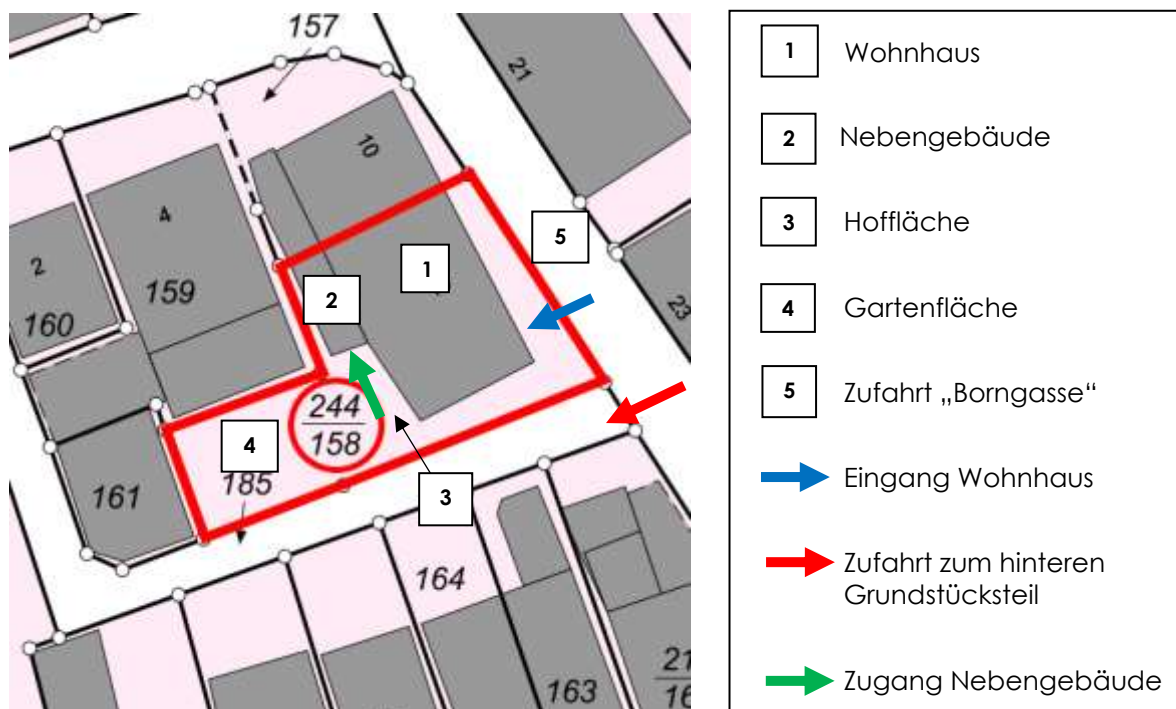 157
21
10
4
2
159
160
5
1
2
23
244
158
4
185
3
161
164
163
21
16
1 Wohnhaus
2 Nebengebäude
3 Hoffläche
4 Gartenfläche
5 Zufahrt „Borngasse“
Eingang Wohnhaus
Zufahrt zum hinteren
Grundstücksteil
Zugang Nebengebäude